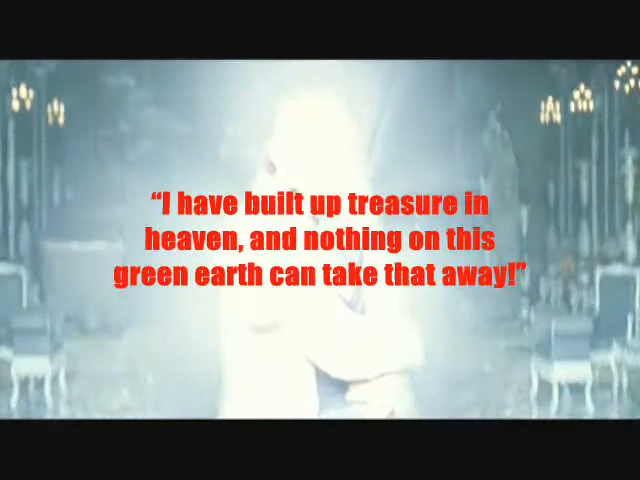 “I have built up treasure in
heaven, and nothing on this
green earth can take that away!”